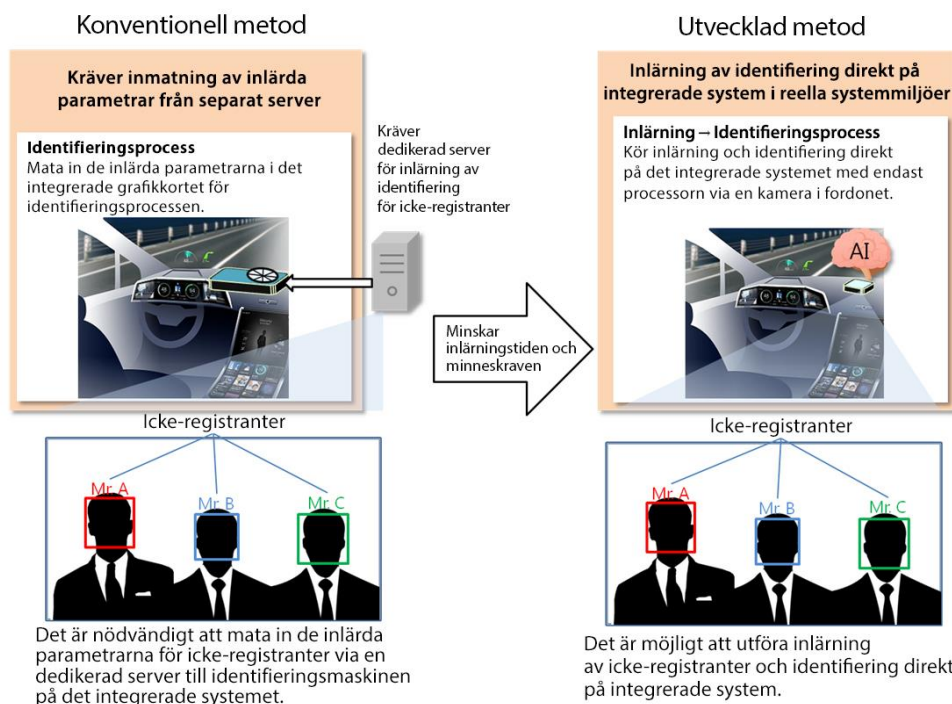 Konventionell metod
Kräver inmatning av inlärda
parametrar från separat server
Identifieringsprocess
Mata in de inlärda parametrarna i det
integrerade grafikkortet för
identifieringsprocessen.
Kräver
dedikerad server
för inlärning av
identifiering
för icke-registranter
Icke-registranter
Mr. A
Mr. B
Mr. C
Det är nödvändigt att mata in de inlärda
parametrarna för icke-registranter via en
dedikerad server till identifieringsmaskinen
på det integrerade systemet.
Minskar
inlärningstiden och
minneskraven
Utvecklad metod
Inlärning av identifiering direkt på
integrerade system i reella systemmiljöer
Inlärning – Identifieringsprocess
Kör inlärning och identifiering direkt
på det integrerade systemet med endast
processorn via en kamera i fordonet.
AI
Icke-registranter
Mr. A
Mr. B
Mr. C
Det är möjligt att utföra inlärning
av icke-registranter och identifiering direkt
på integrerade system.